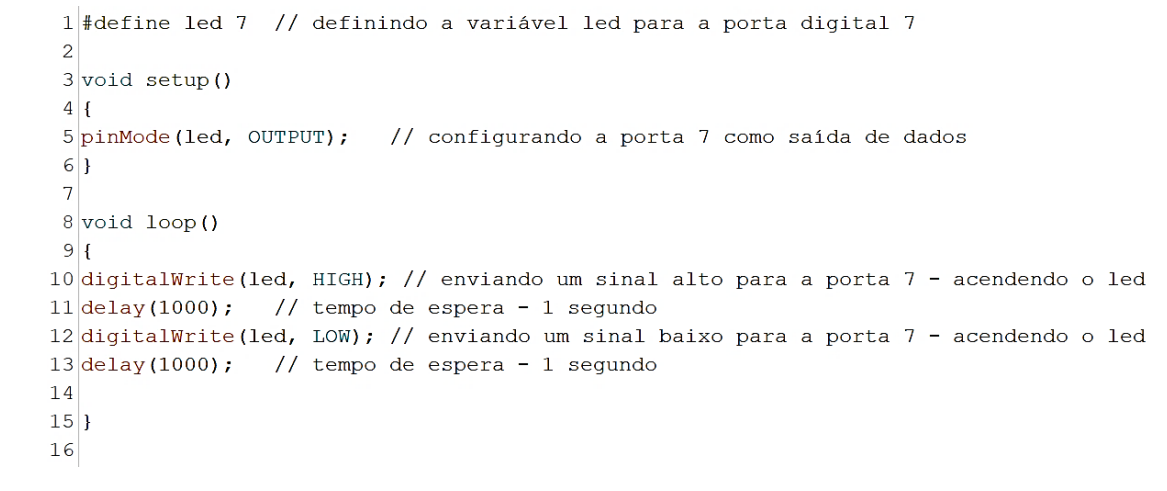 1 #define led 7  // definindo a variável led para a porta digital 7
2
3 void setup()
4 {
5 pinMode(led, OUTPUT);   // configurando a porta 7 como saída de dados
6 }
7
8 void loop()
9 {
10 digitalWrite(led, HIGH); // enviando um sinal alto para a porta 7 - acendendo o led
11 delay(1000);   // tempo de espera - 1 segundo
12 digitalWrite(led, LOW); // enviando um sinal baixo para a porta 7 - acendendo o led
13 delay(1000);   // tempo de espera - 1 segundo
14
15 }
16